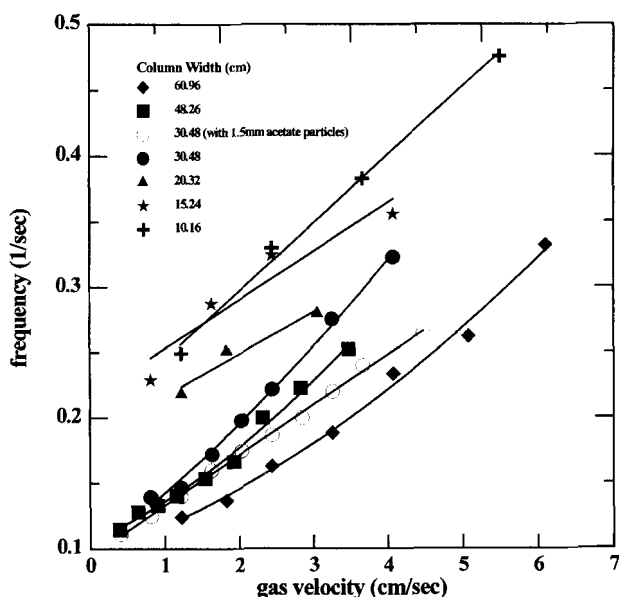 0.5
0.4
0.3
0.2
0.1
frequency (1/sec)
Column Width (cm)
60.96
48.26
30.48 (with 1.5mm acetate particles)
30.48
20.32
15.24
10.16
0 1 2 3 4 5 6 7
gas velocity (cm/sec)